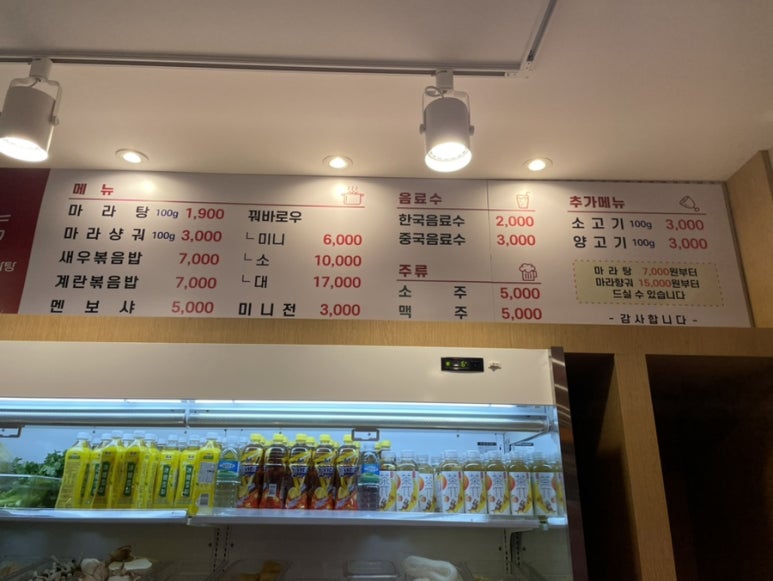 메 뉴
마 라 탕 100g 1,900
마라샹궈 100g 3,000
새우볶음밥 7,000
계란볶음밥 7,000
멘 보 샤 5,000
꿔바로우
ㄴ미니 6,000
ㄴ소 10,000
ㄴ대 17,000
미 니 전 3,000
음료수
한국음료수 2,000
중국음료수 3,000
주류
소 주 5,000
맥 주 5,000
추가메뉴
소고기 100g 3,000
양고기 100g 3,000
마 라 탕 7,000원부터
마라향궈 15,000원부터
드실 수 있습니다
- 감사합니다 -